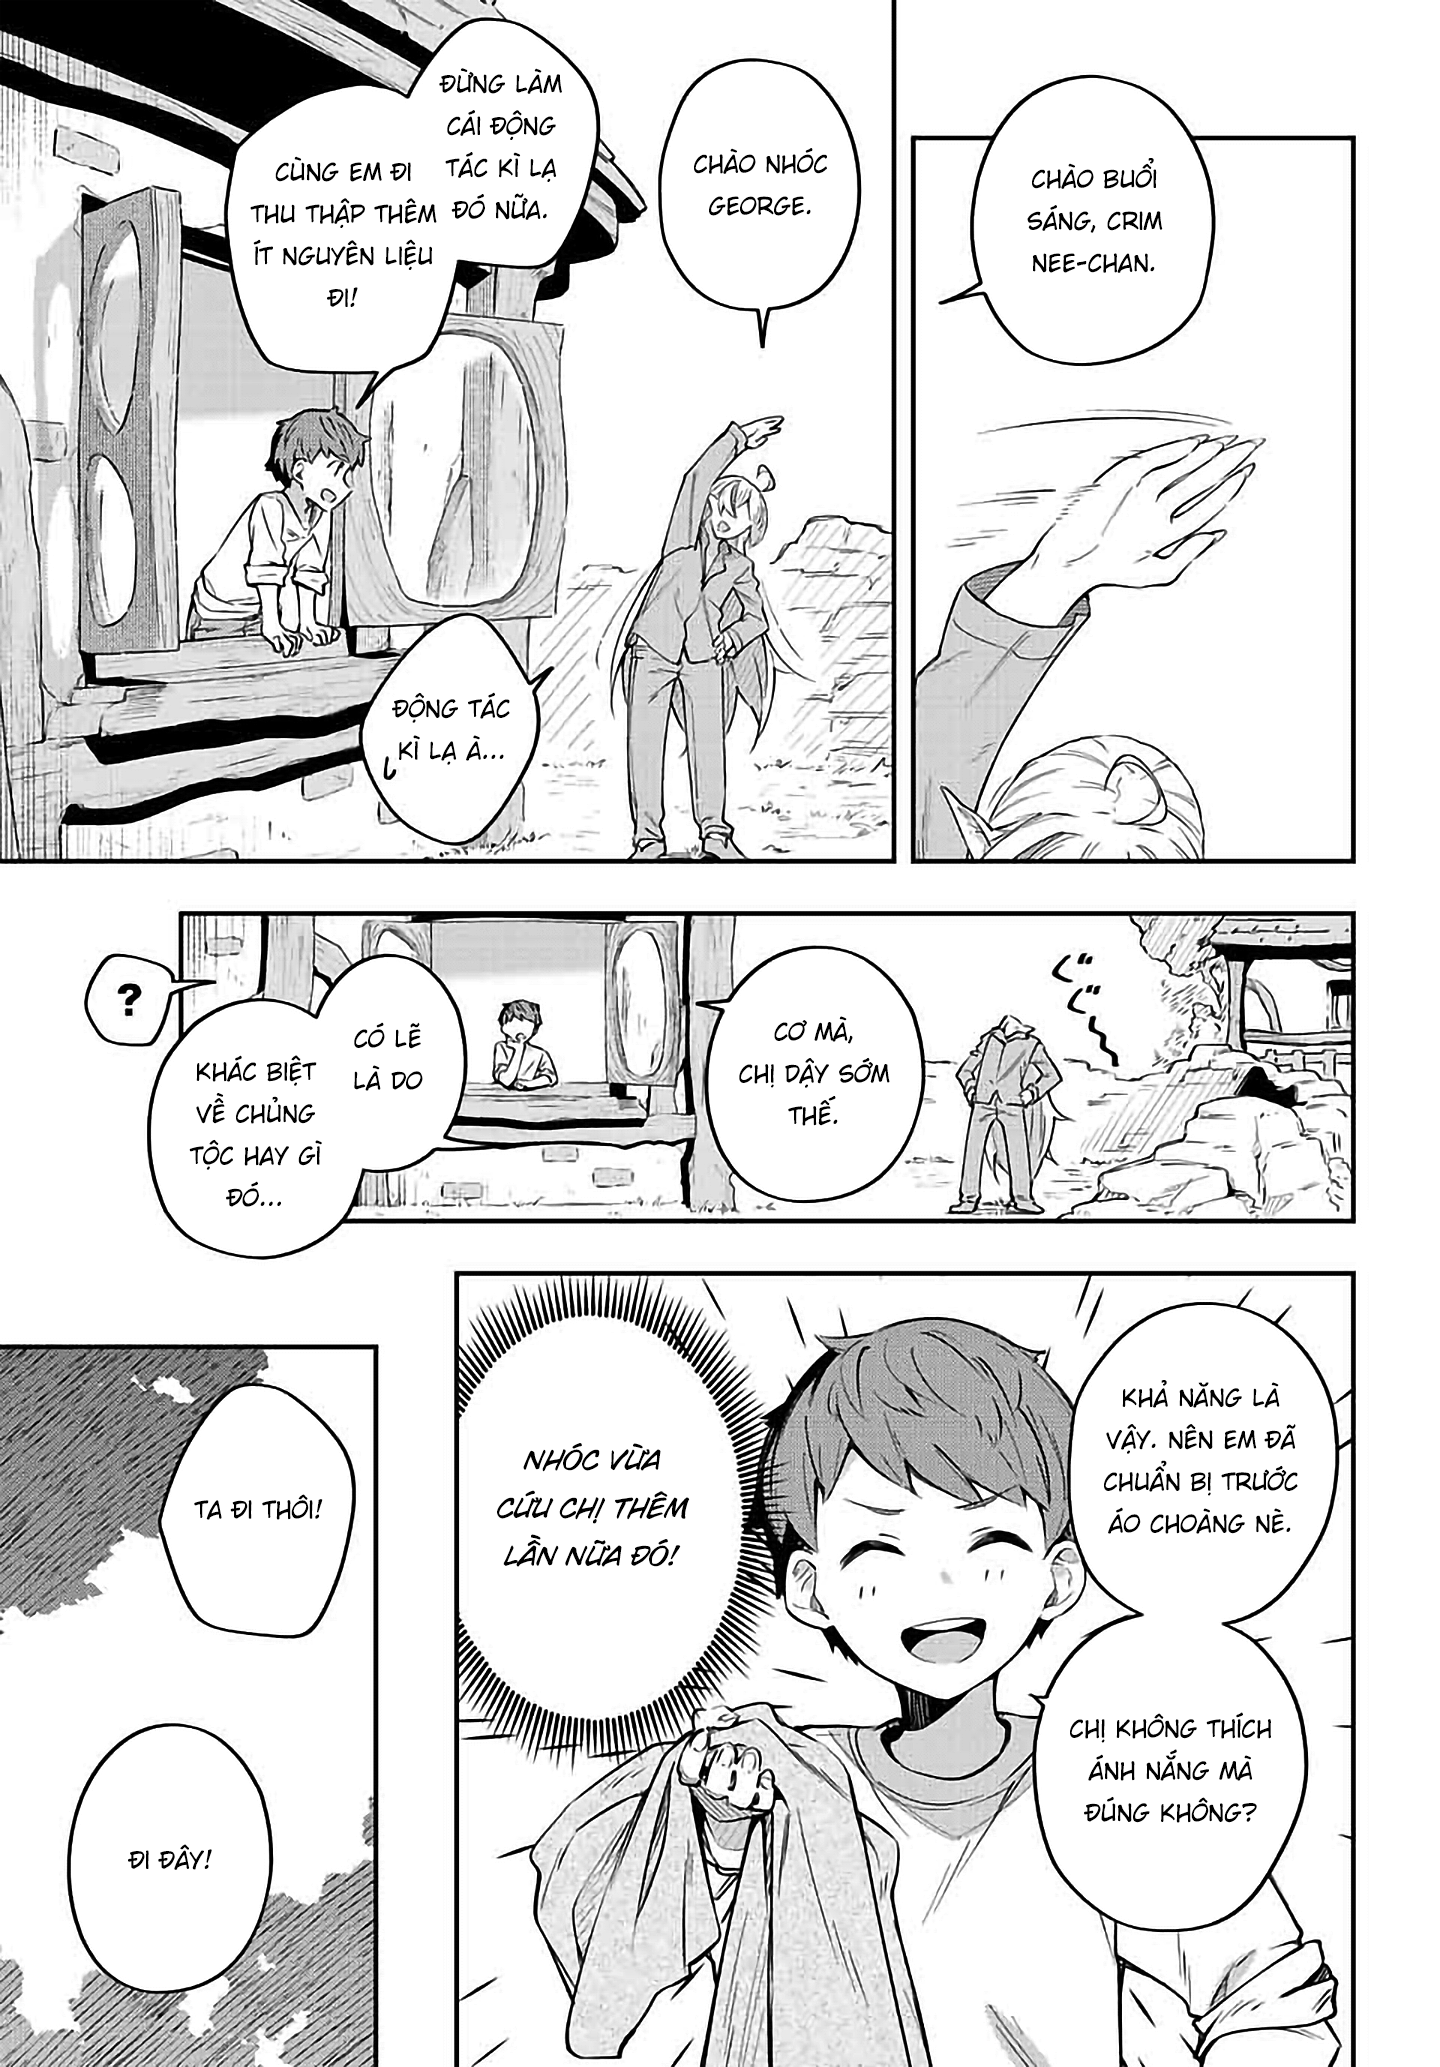 CHÀO BUỔI
SÁNG, CRIM
NEE-CHAN.
CHÀO NHÓC
GEORGE.
ĐỪNG LÀM
CÁI ĐỘNG
TÁC KÌ LẠ
ĐÓ NỮA.
CÙNG EM ĐI
THU THẬP THÊM
ÍT NGUYÊN LIỆU
ĐI!
ĐỘNG TÁC
KÌ LẠ À...
ぐぐ
CƠ MÀ,
CHỊ DẬY SỚM
THẾ.
CÓ LẼ
LÀ DO
KHÁC BIỆT
VỀ CHỦNG
TỘC HAY GÌ
ĐÓ...
?
KHẢ NĂNG LÀ
VẬY. NÊN EM ĐÃ
CHUẨN BỊ TRƯỚC
ÁO CHOÀNG NÈ.
CHỊ KHÔNG THÍCH
ÁNH NẮNG MÀ
ĐÚNG KHÔNG?
NHÓC VỪA
CỨU CHỊ THÊM
LẦN NỮA ĐÓ!
TA ĐI THÔI!
ĐI ĐÂY!